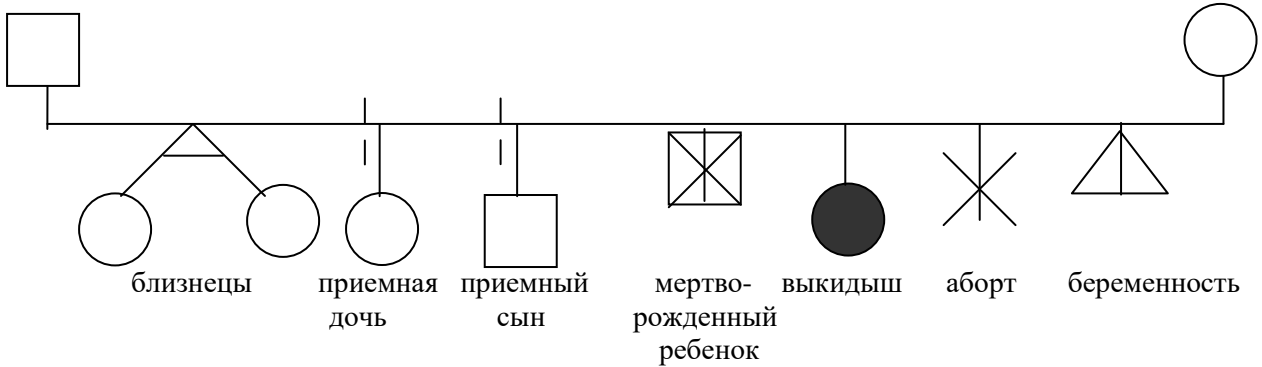 близнецы приемная приемный мертво- выкидыш аборт беременность
дочь сын рожденный
ребенок